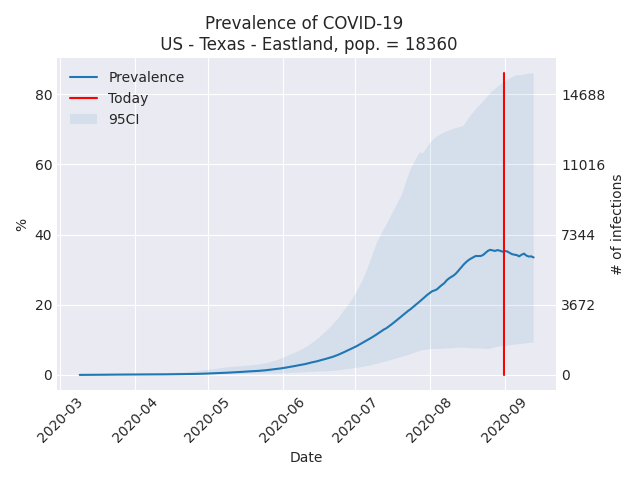 Prevalence of COVID-19
US - Texas - Eastland, pop. = 18360
Prevalence
Today
95CI
80
60
40
20
0
%
14688
11016
7344
3672
0
# of infections
2020-03
2020-04
2020-05
2020-06
2020-07
2020-08
2020-09
Date